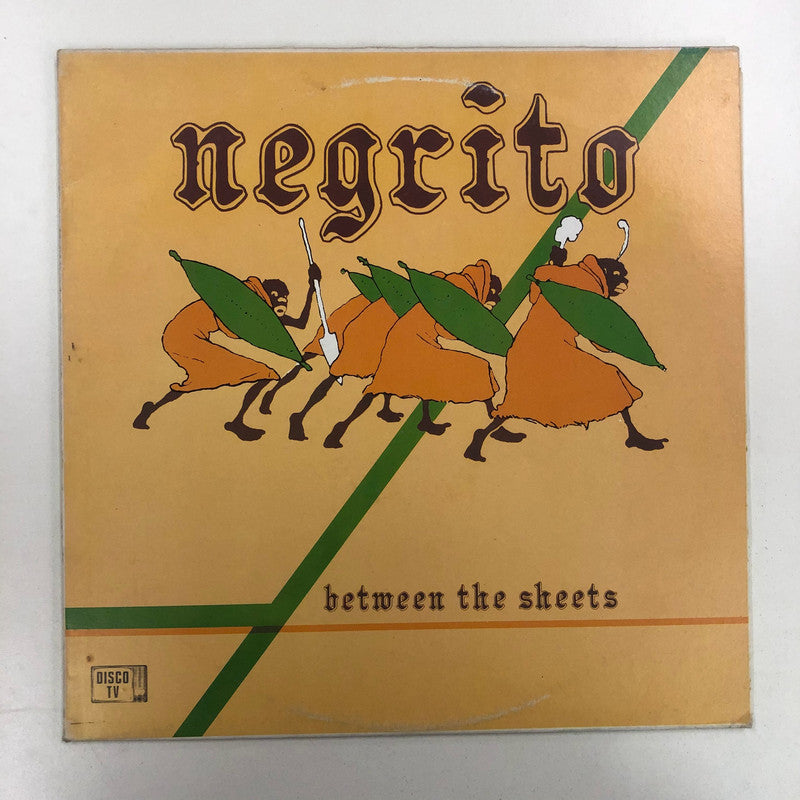 negrito
between the sheets
DISCO
TV